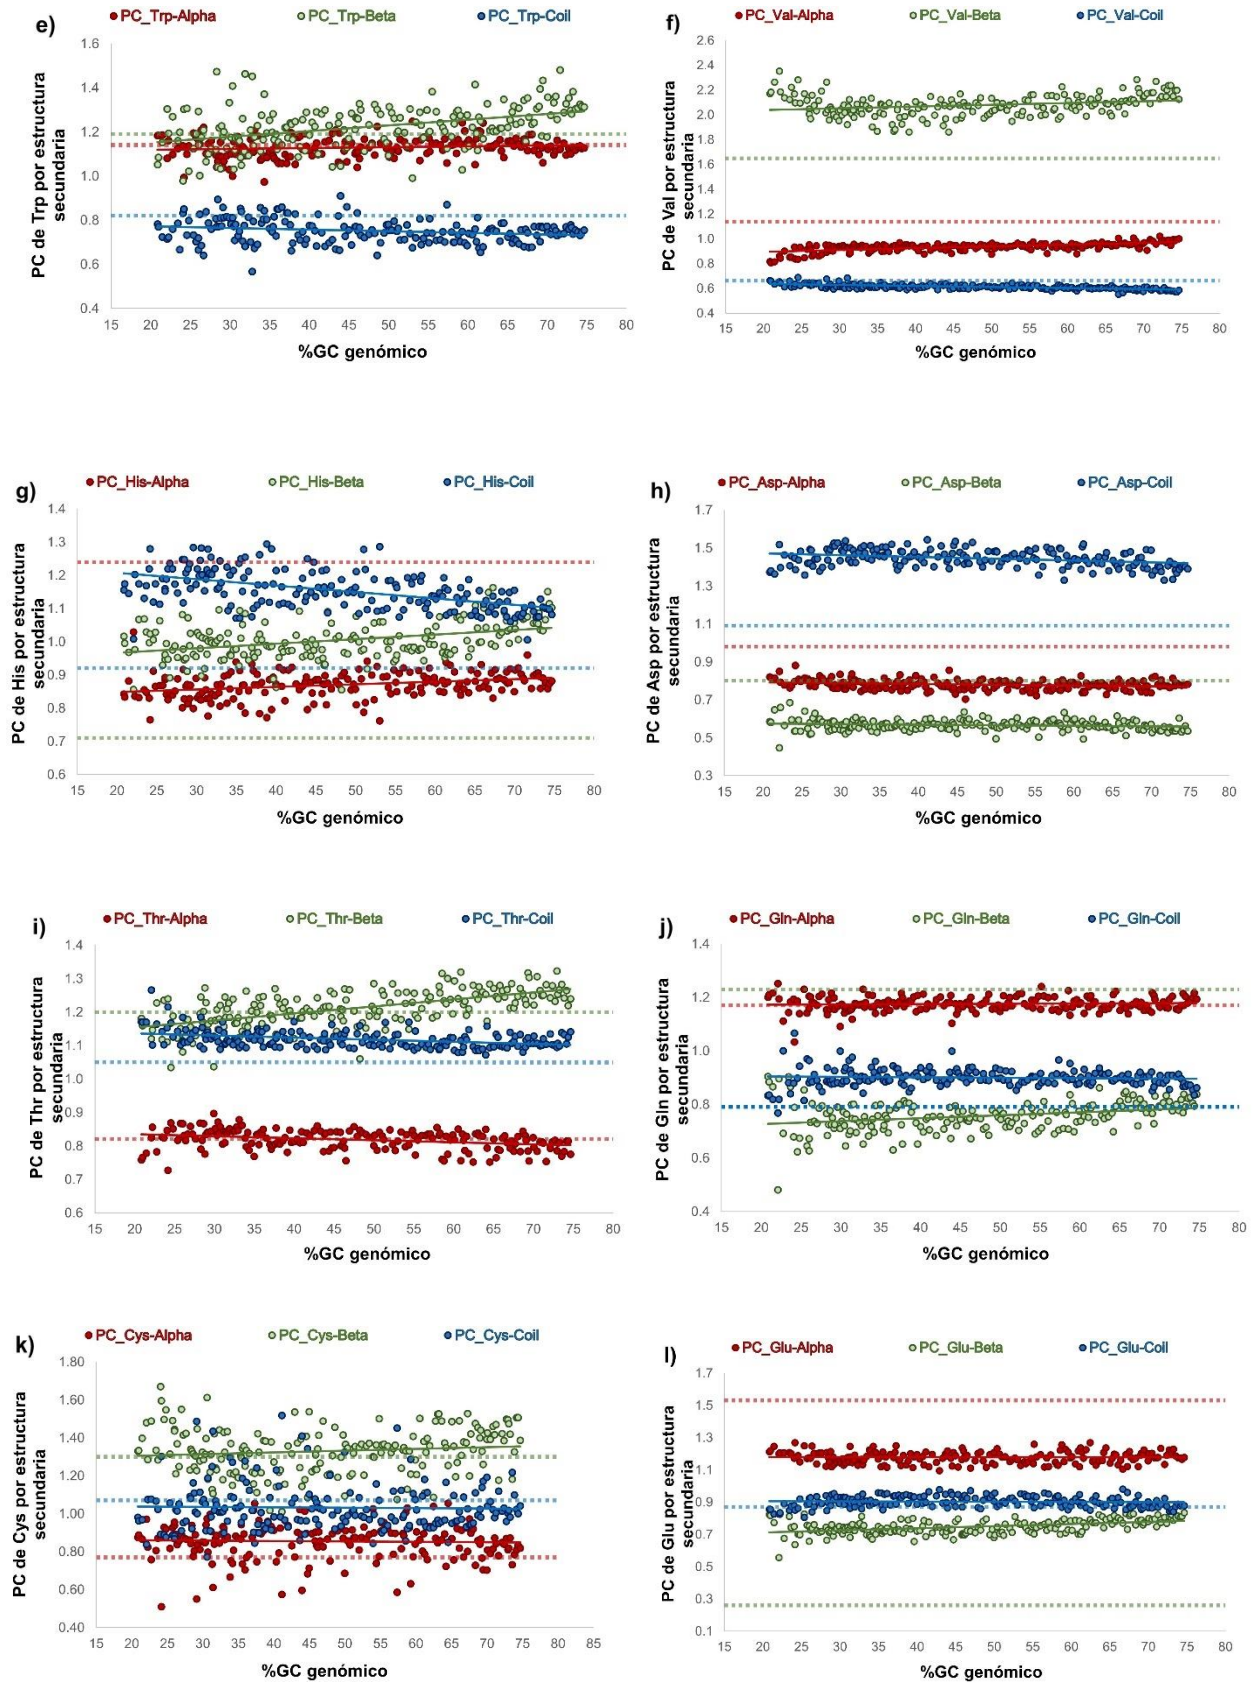 e)
PC_Trp-Alpha PC_Trp-Beta PC_Trp-Coil
1.6
1.4
1.2
1.0
0.8
0.6
0.4
PC de Trp por estructura
secundaria
15 20 25 30 35 40 45 50 55 60 65 70 75 80
%GC genómico
f)
PC_Val-Alpha PC_Val-Beta PC_Val-Coil
2.6
2.4
2.2
2.0
1.8
1.6
1.4
1.2
1.0
0.8
0.6
0.4
PC de Val por estructura
secundaria
15 20 25 30 35 40 45 50 55 60 65 70 75 80
%GC genómico
g)
PC_His-Alpha PC_His-Beta PC_His-Coil
1.4
1.3
1.2
1.1
1.0
0.9
0.8
0.7
0.6
PC de His por estructura
secundaria
15 20 25 30 35 40 45 50 55 60 65 70 75 80
%GC genómico
h)
PC_Asp-Alpha PC_Asp-Beta PC_Asp-Coil
1.7
1.5
1.3
1.1
0.9
0.7
0.5
0.3
PC de Asp por estructura
secundaria
15 20 25 30 35 40 45 50 55 60 65 70 75 80
%GC genómico
i)
PC_Thr-Alpha PC_Thr-Beta PC_Thr-Coil
1.4
1.3
1.2
1.1
1.0
0.9
0.8
0.7
0.6
PC de Thr por estructura
secundaria
15 20 25 30 35 40 45 50 55 60 65 70 75 80
%GC genómico
j)
PC_Gln-Alpha PC_Gln-Beta PC_Gln-Coil
1.4
1.2
1.0
0.8
0.6
0.4
PC de Gln por estructura
secundaria
15 20 25 30 35 40 45 50 55 60 65 70 75 80
%GC genómico
k)
PC_Cys-Alpha PC_Cys-Beta PC_Cys-Coil
1.80
1.60
1.40
1.20
1.00
0.80
0.60
0.40
PC de Cys por estructura
secundaria
15 20 25 30 35 40 45 50 55 60 65 70 75 80 85
%GC genómico
l)
PC_Glu-Alpha PC_Glu-Beta PC_Glu-Coil
1.7
1.5
1.3
1.1
0.9
0.7
0.5
0.3
0.1
PC de Glu por estructura
secundaria
15 20 25 30 35 40 45 50 55 60 65 70 75 80
%GC genómico